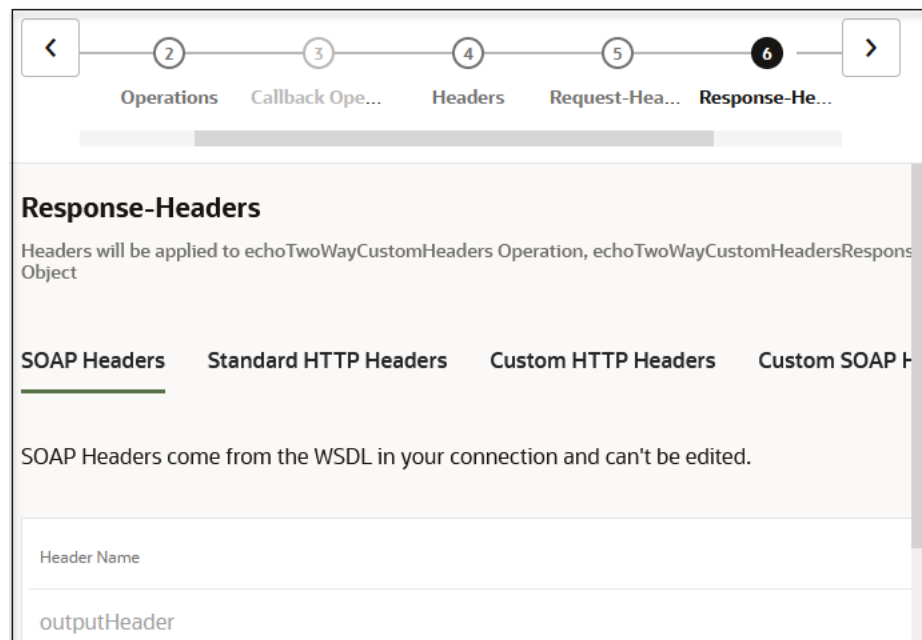 2 3 4 5 6
Operations Callback Ope... Headers Request-Hea... Response-He...
Response-Headers
Headers will be applied to echoTwoWayCustomHeaders Operation, echoTwoWayCustomHeadersRespons
Object
SOAP Headers Standard HTTP Headers Custom HTTP Headers Custom SOAP H
SOAP Headers come from the WSDL in your connection and can't be edited.
Header Name
outputHeader